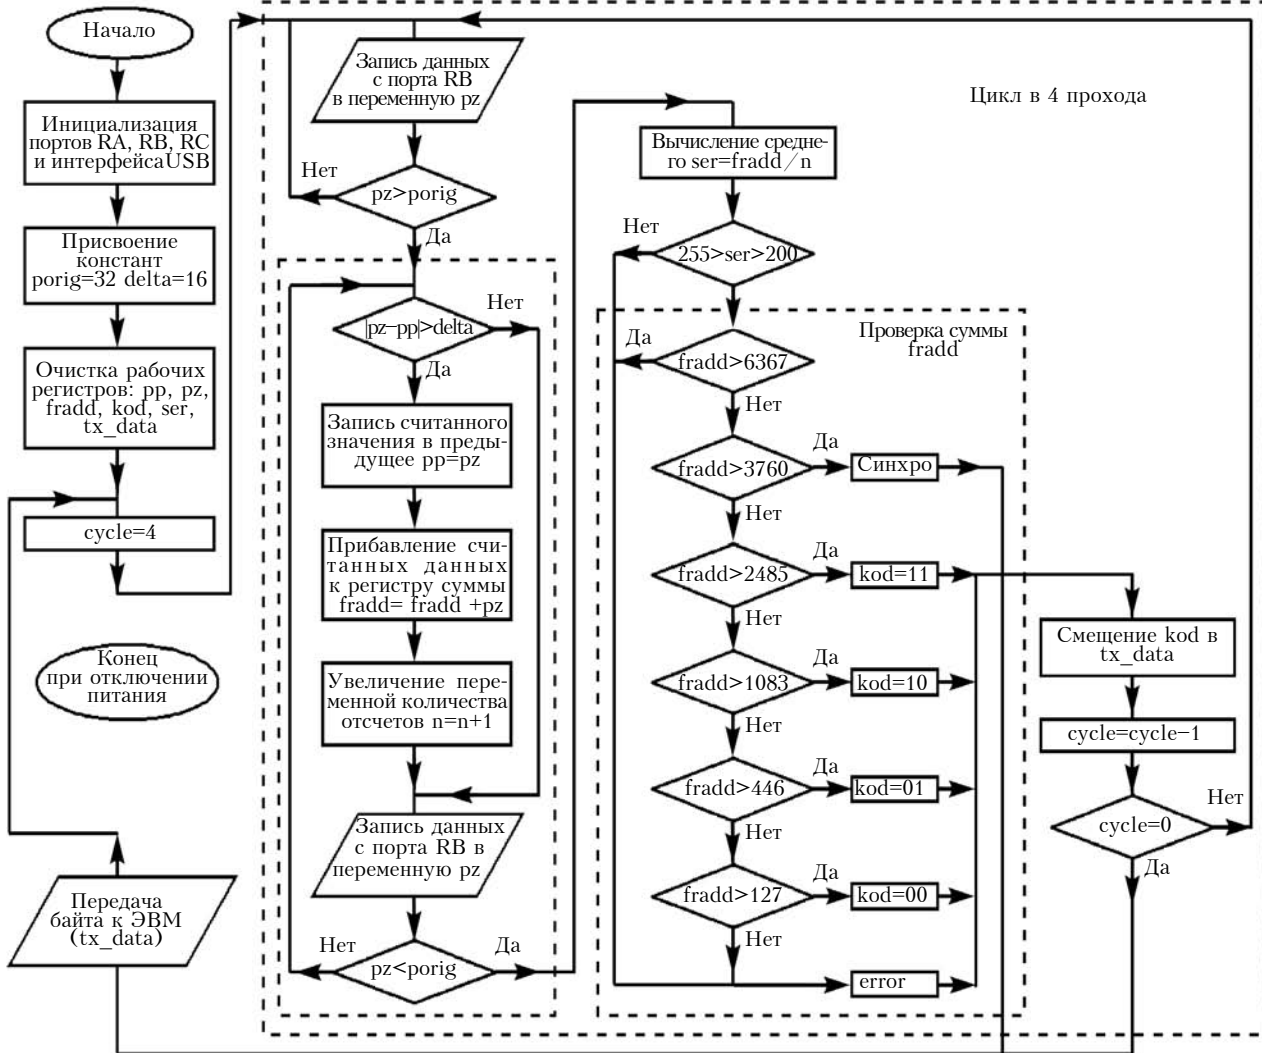 Начало
Инициализация
портов RA, RB, RC
и интерфейсаUSB
Присвоение
констант
porig=32 delta=16
Очистка рабочих
регистров: pp, pz,
fradd, kod, ser,
tx_data
cycle=4
Конец
при отключении
питания
Передача
байта к ЭВМ
(tx_data)
Запись данных
с порта RB
в переменную pz
Нет
pz>porig
Да
|pz−pp|>delta
Нет
Да
Запись считанного
значения в преды-
дущее pp=pz
Прибавление счи-
танных данных
к регистру суммы
fradd= fradd +pz
Увеличение пере-
менной количества
отсчетов n=n+1
Запись данных
с порта RB в
переменную pz
Нет
pz<porig
Да
Цикл в 4 прохода
Вычисление средне-
го ser=fradd/n
Нет
255>ser>200
Проверка суммы
fradd
Да
fradd>6367
Нет
fradd>3760
Да
Синхро
Нет
fradd>2485
Да
kod=11
Нет
fradd>1083
Да
kod=10
Нет
fradd>446
Да
kod=01
Нет
fradd>127
Да
kod=00
Нет
error
Смещение kod в
tx_data
cycle=cycle−1
cycle=0
Нет
Да